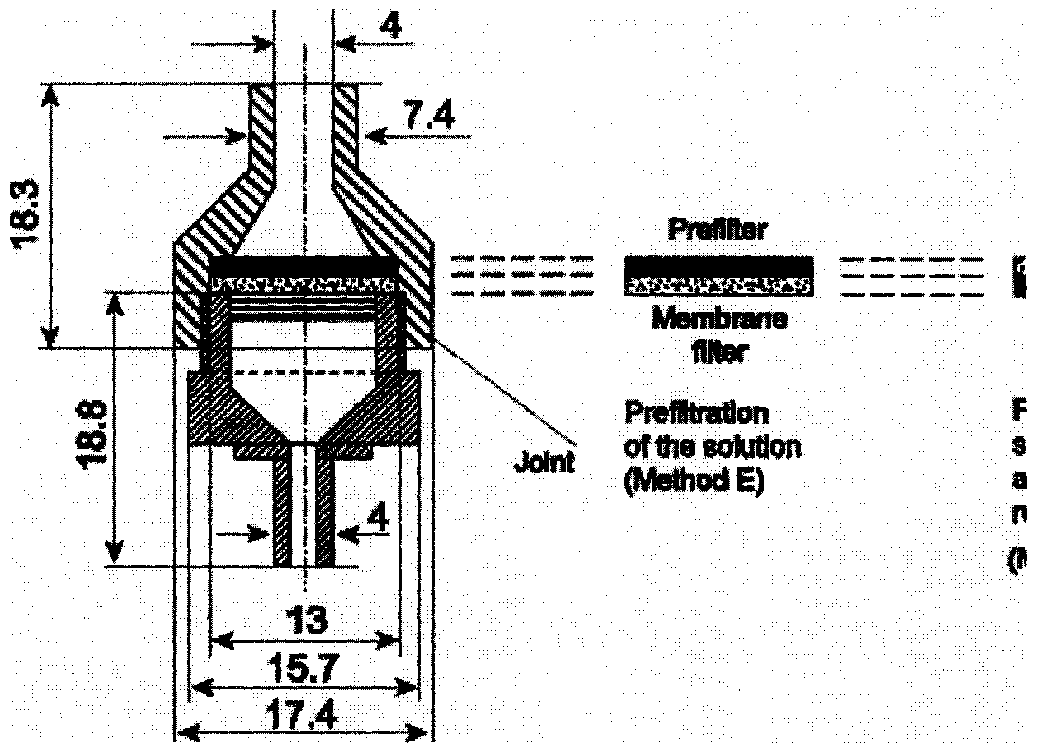 4
7.4
18.3
Prefilter
Membrane
filter
18.8
Prefiltration
of the solution
(Method E)
Joint
4
13
15.7
17.4
F
s
a
n